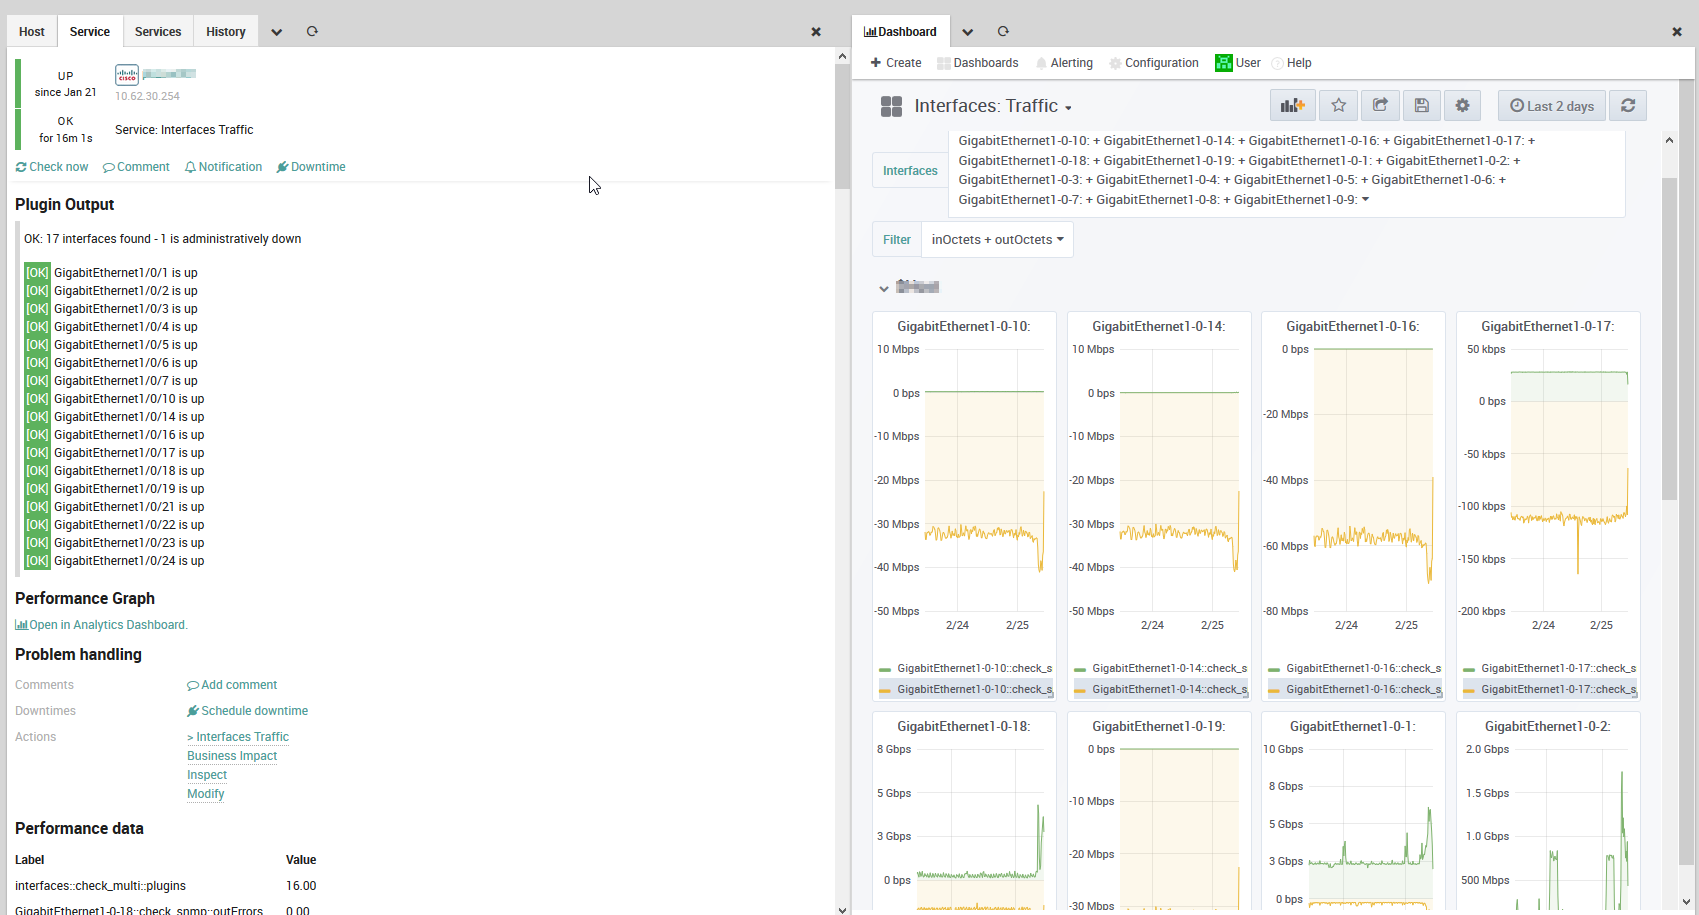 Host Service Services History
UP
since Jan 21
CISCO
10.62.30.254
OK
for 16m 1s
Service: Interfaces Traffic
Check now Comment Notification Downtime
Plugin Output
OK: 17 interfaces found - 1 is administratively down
[OK] GigabitEthernet1/0/1 is up
[OK] GigabitEthernet1/0/2 is up
[OK] GigabitEthernet1/0/3 is up
[OK] GigabitEthernet1/0/4 is up
[OK] GigabitEthernet1/0/5 is up
[OK] GigabitEthernet1/0/6 is up
[OK] GigabitEthernet1/0/7 is up
[OK] GigabitEthernet1/0/10 is up
[OK] GigabitEthernet1/0/14 is up
[OK] GigabitEthernet1/0/16 is up
[OK] GigabitEthernet1/0/17 is up
[OK] GigabitEthernet1/0/18 is up
[OK] GigabitEthernet1/0/19 is up
[OK] GigabitEthernet1/0/21 is up
[OK] GigabitEthernet1/0/22 is up
[OK] GigabitEthernet1/0/23 is up
[OK] GigabitEthernet1/0/24 is up
Performance Graph
Open in Analytics Dashboard.
Problem handling
Comments Add comment
Downtimes Schedule downtime
Actions > Interfaces Traffic
Business Impact
Inspect
Modify
Performance data
Label Value
interfaces::check_multi::plugins 16.00
GigabitEthernet1-0-18::check_snmp::outErrors 0.00
Dashboard
+ Create Dashboards Alerting Configuration User Help
Interfaces: Traffic
Last 2 days
Interfaces
GigabitEthernet1-0-10: + GigabitEthernet1-0-14: + GigabitEthernet1-0-16: + GigabitEthernet1-0-17: +
GigabitEthernet1-0-18: + GigabitEthernet1-0-19: + GigabitEthernet1-0-1: + GigabitEthernet1-0-2: +
GigabitEthernet1-0-3: + GigabitEthernet1-0-4: + GigabitEthernet1-0-5: + GigabitEthernet1-0-6: +
GigabitEthernet1-0-7: + GigabitEthernet1-0-8: + GigabitEthernet1-0-9:
Filter inOctets + outOctets
GigabitEthernet1-0-10:
10 Mbps
0 bps
-10 Mbps
-20 Mbps
-30 Mbps
-40 Mbps
-50 Mbps
2/24 2/25
GigabitEthernet1-0-10::check_s
GigabitEthernet1-0-10::check_s
GigabitEthernet1-0-14:
10 Mbps
0 bps
-10 Mbps
-20 Mbps
-30 Mbps
-40 Mbps
-50 Mbps
2/24 2/25
GigabitEthernet1-0-14::check_s
GigabitEthernet1-0-14::check_s
GigabitEthernet1-0-16:
0 bps
-20 Mbps
-40 Mbps
-60 Mbps
-80 Mbps
2/24 2/25
GigabitEthernet1-0-16::check_s
GigabitEthernet1-0-16::check_s
GigabitEthernet1-0-17:
50 kbps
0 bps
-50 kbps
-100 kbps
-150 kbps
-200 kbps
2/24 2/25
GigabitEthernet1-0-17::check_s
GigabitEthernet1-0-17::check_s
GigabitEthernet1-0-18:
8 Gbps
5 Gbps
3 Gbps
0 bps
GigabitEthernet1-0-19:
0 bps
-10 Mbps
-20 Mbps
-30 Mbps
GigabitEthernet1-0-1:
10 Gbps
8 Gbps
5 Gbps
3 Gbps
0 bps
GigabitEthernet1-0-2:
2.0 Gbps
1.5 Gbps
1.0 Gbps
500 Mbps